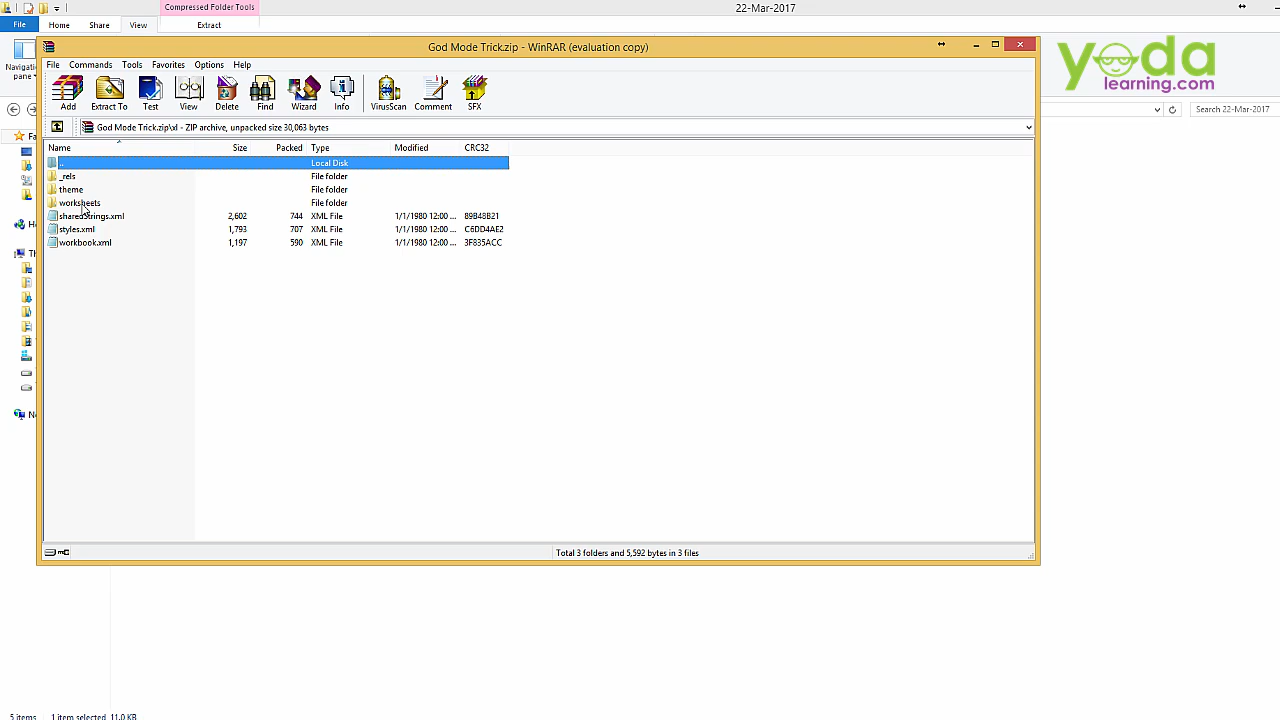 Compressed Folder Tools
22-Mar-2017
File Home Share View Extract
God Mode Trick.zip - WinRAR (evaluation copy)
yoda
learning.com
File Commands Tools Favorites Options Help
Navigati
pane
Add Extract To Test View Delete Find Wizard Info VirusScan Comment SFX
Search 22-Mar-2017
God Mode Trick.zip\xl - ZIP archive, unpacked size 30,063 bytes
Name Size Packed Type Modified CRC32
.. Local Disk
_rels File folder
theme File folder
worksheets File folder
sharedStrings.xml 2,602 744 XML File 1/1/1980 12:00 ... 89B48B21
styles.xml 1,793 707 XML File 1/1/1980 12:00 ... C6DD4AE2
workbook.xml 1,197 590 XML File 1/1/1980 12:00 ... 3F835ACC
Total 3 folders and 5,592 bytes in 3 files
5 items 1 item selected 11.0 KB